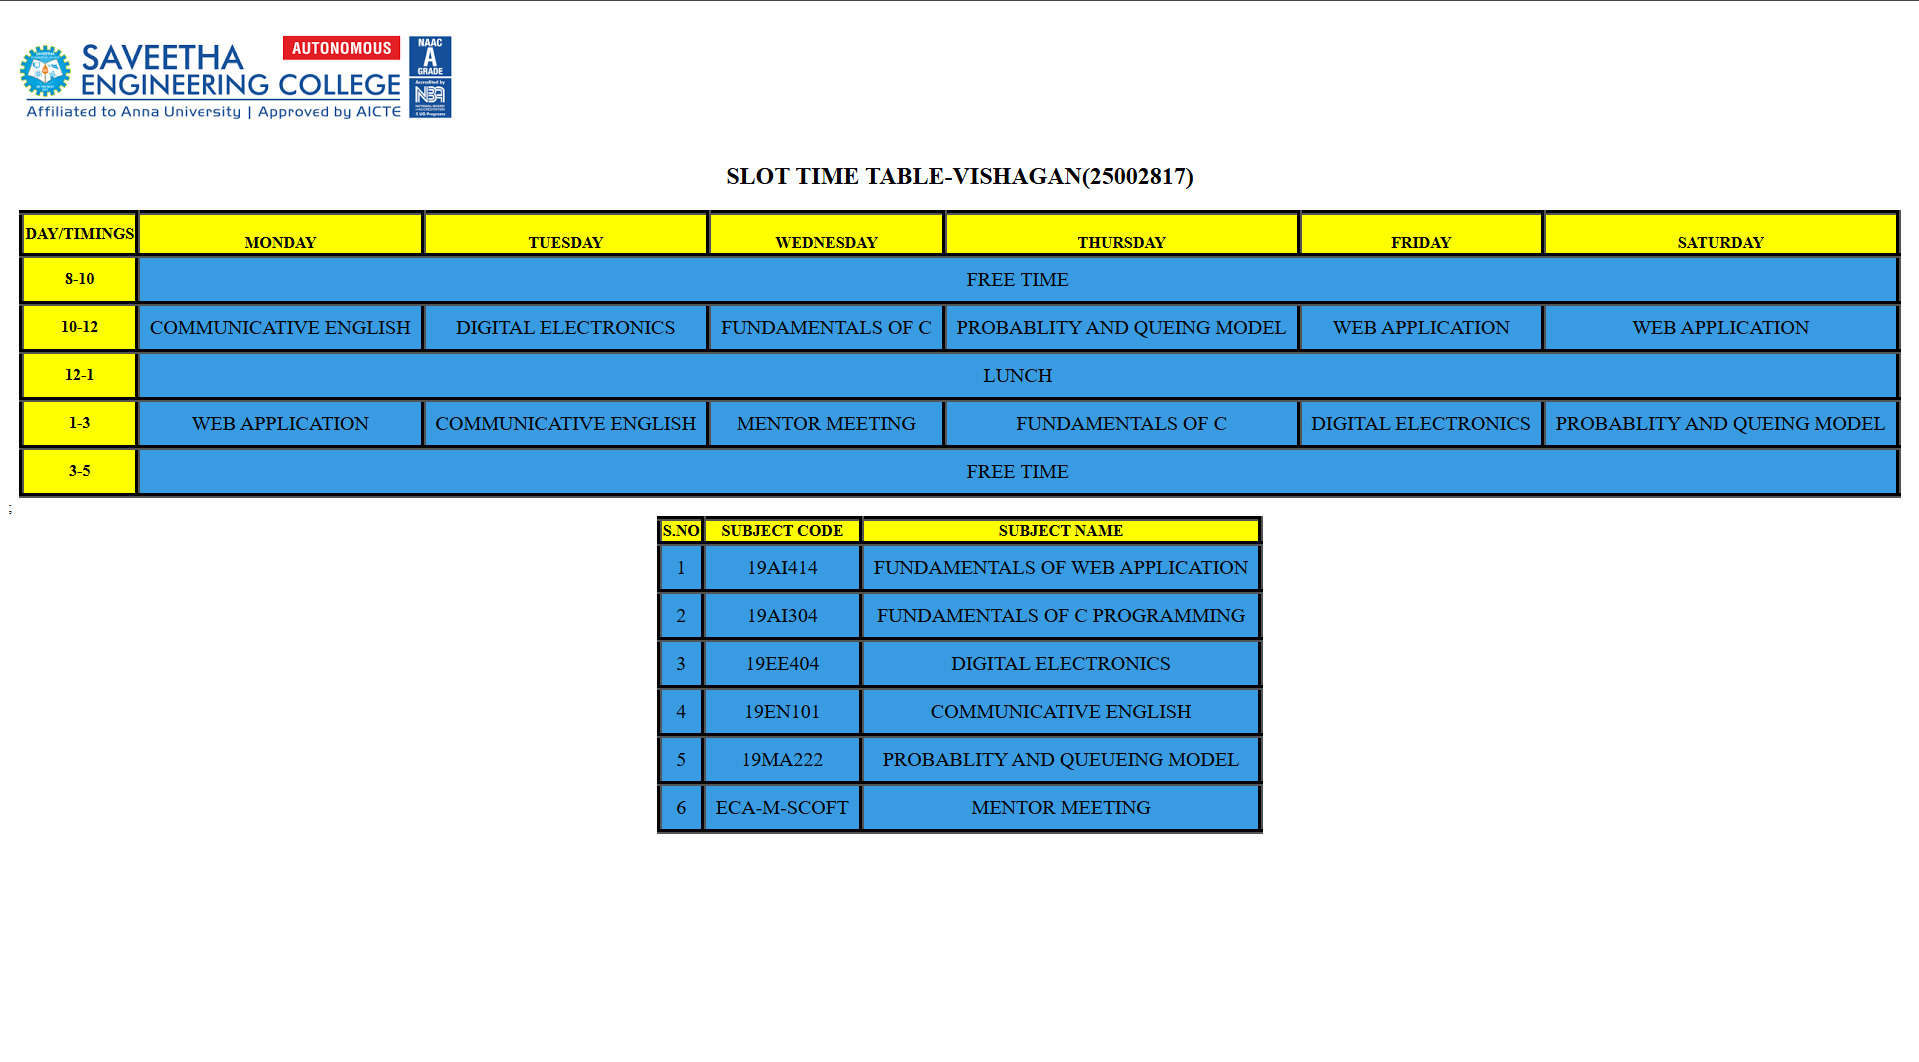 SAVEETHA AUTONOMOUS
ENGINEERING COLLEGE
Affiliated to Anna University | Approved by AICTE
NAAC
A
GRADE
Accredited by
NBA
SLOT TIME TABLE-VISHAGAN(25002817)
DAY/TIMINGS MONDAY TUESDAY WEDNESDAY THURSDAY FRIDAY SATURDAY
8-10 FREE TIME
10-12 COMMUNICATIVE ENGLISH DIGITAL ELECTRONICS FUNDAMENTALS OF C PROBABLITY AND QUEING MODEL WEB APPLICATION WEB APPLICATION
12-1 LUNCH
1-3 WEB APPLICATION COMMUNICATIVE ENGLISH MENTOR MEETING FUNDAMENTALS OF C DIGITAL ELECTRONICS PROBABLITY AND QUEING MODEL
3-5 FREE TIME
;
S.NO SUBJECT CODE SUBJECT NAME
1 19AI414 FUNDAMENTALS OF WEB APPLICATION
2 19AI304 FUNDAMENTALS OF C PROGRAMMING
3 19EE404 DIGITAL ELECTRONICS
4 19EN101 COMMUNICATIVE ENGLISH
5 19MA222 PROBABLITY AND QUEUEING MODEL
6 ECA-M-SCOFT MENTOR MEETING